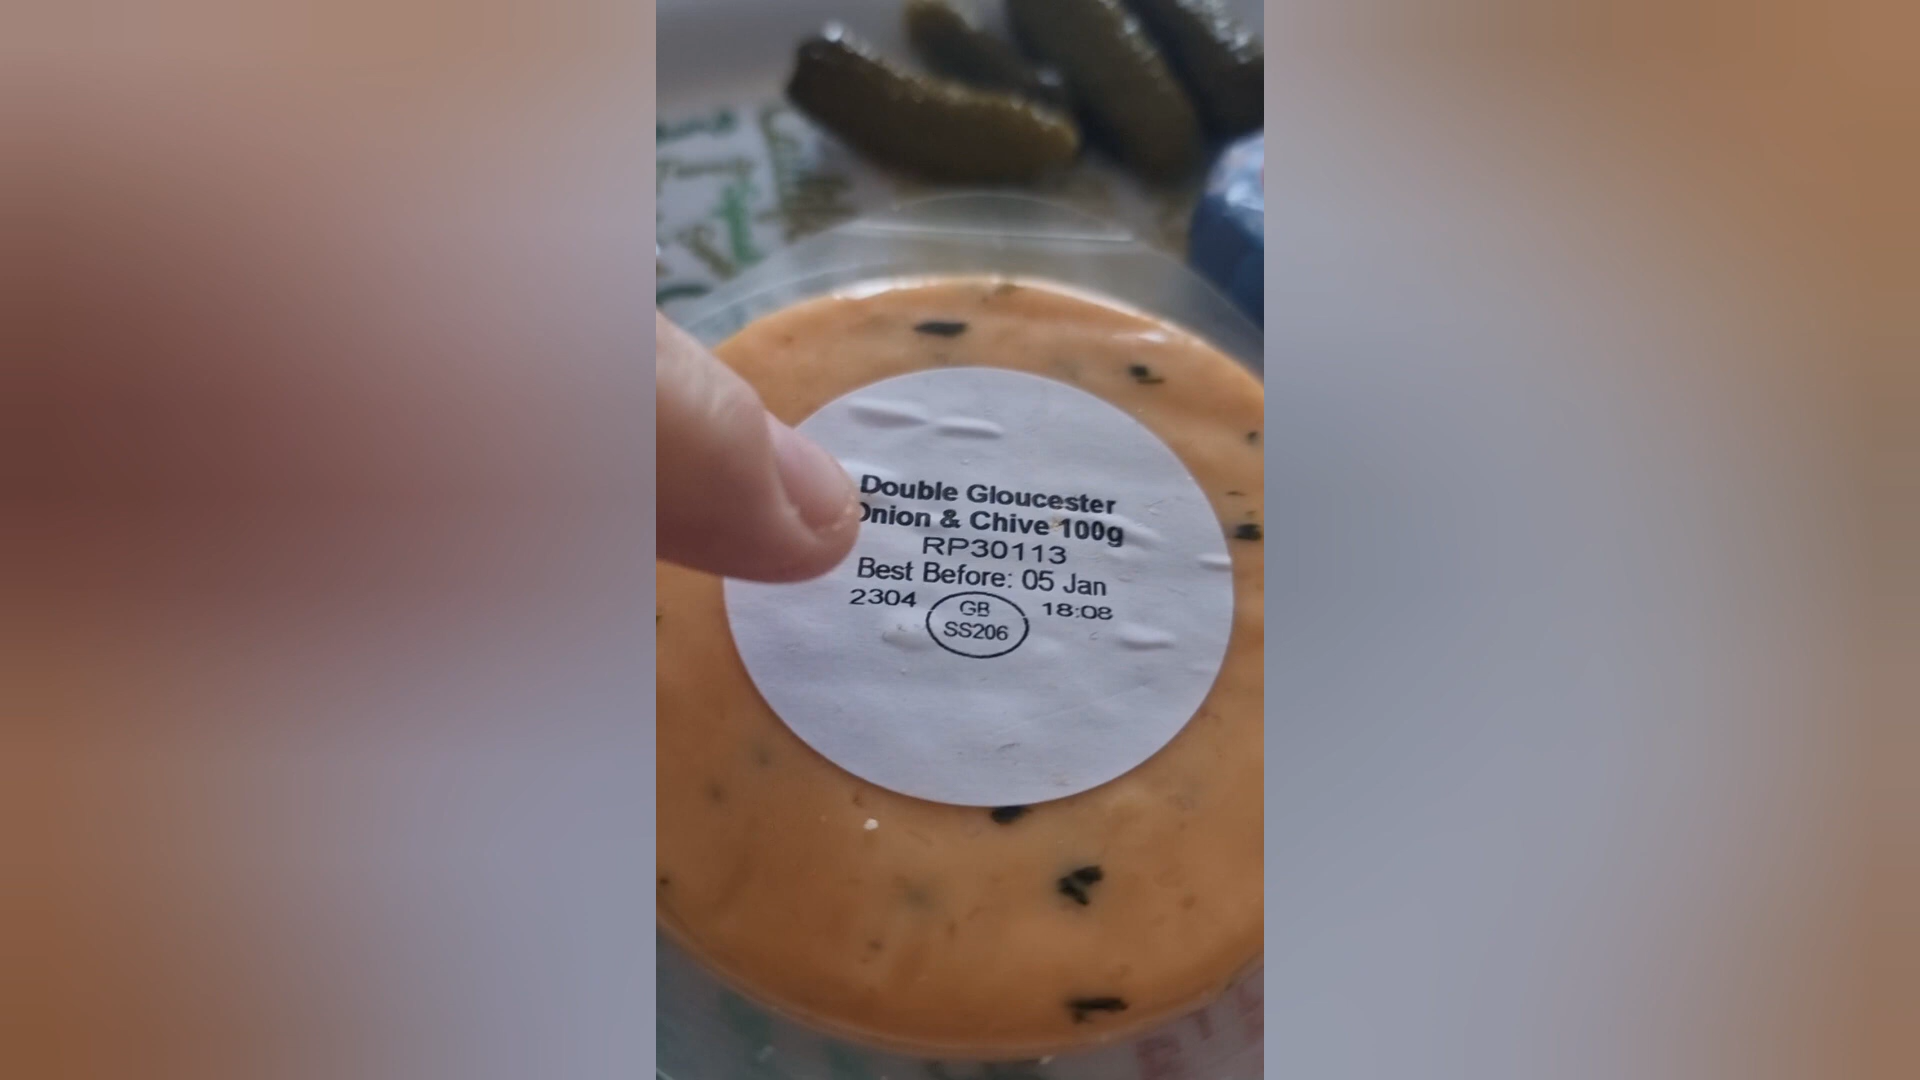 Double Gloucester
Onion & Chive 100g
RP30113
Best Before: 05 Jan
2304 GB 18:08
SS206